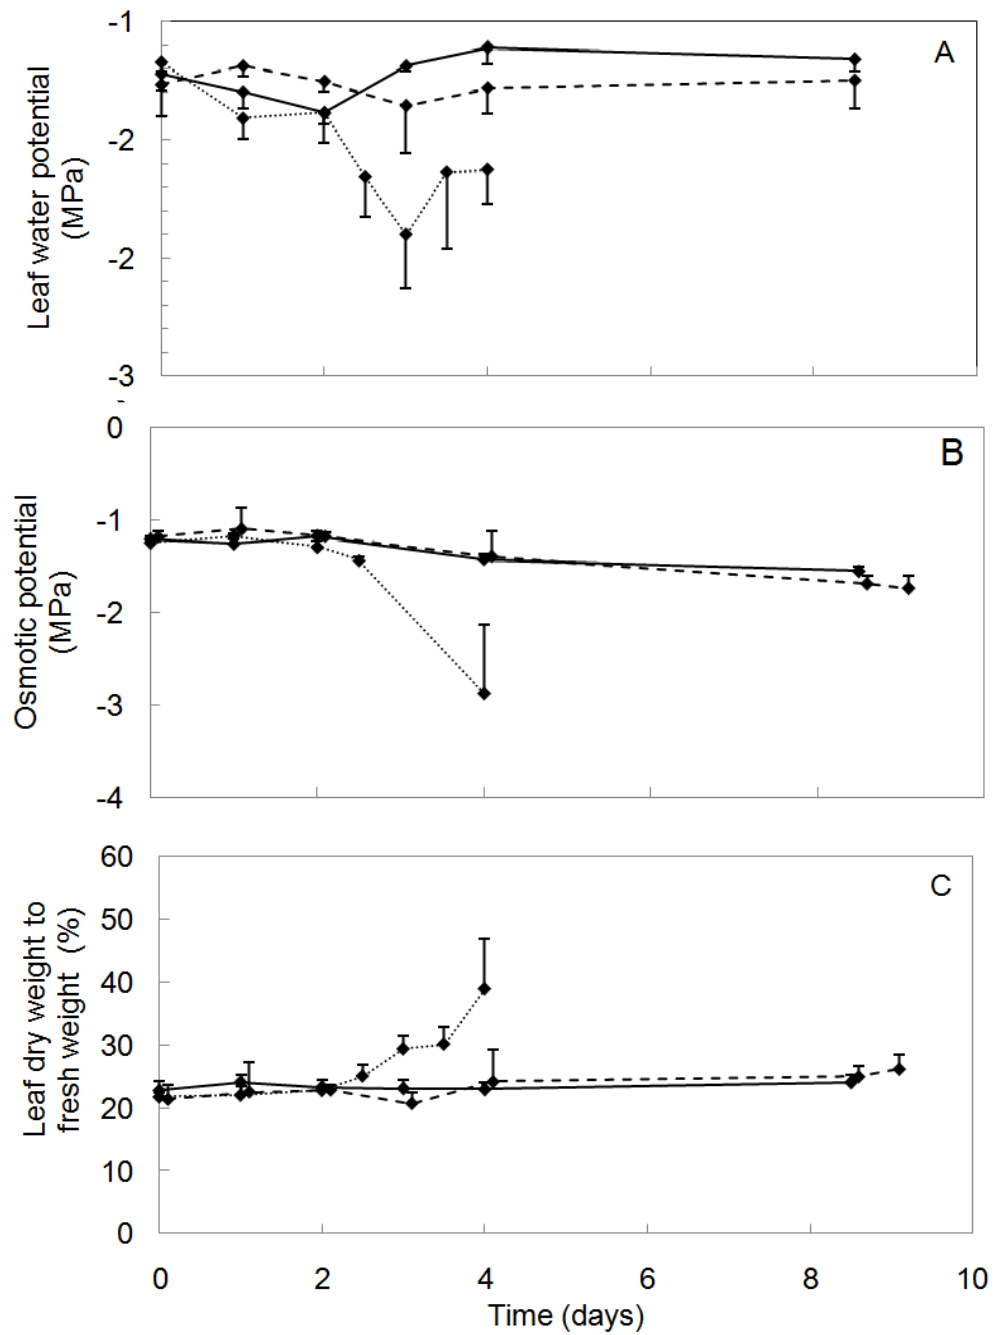 -1
A
-2
-2
-3
Leaf water potential
(MPa)
0
B
-1
-2
-3
-4
Osmotic potential
(MPa)
60
C
50
40
30
20
10
0
Leaf dry weight to
fresh weight (%)
0 2 4 6 8 10
Time (days)